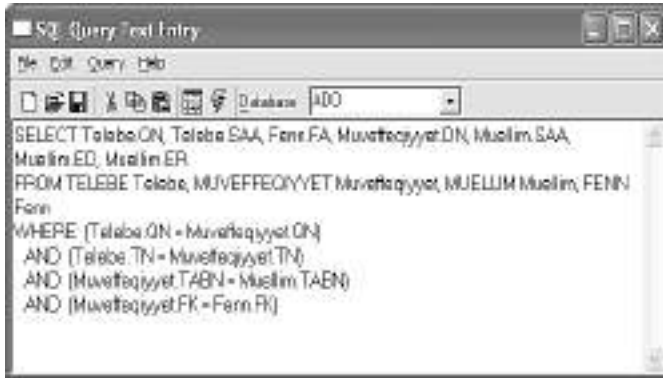 SQL Query Text Entry
File Edit Query Help
Database ADO
SELECT Telebe.QN, Telebe.SAA, Fenn.FA, Muveffeqiyyet.QN, Muellim.SAA,
Muellim.ED, Muellim.ER
FROM TELEBE Telebe, MUVEFFEQIYYET Muveffeqiyyet, MUELLIM Muellim, FENN
Fenn
WHERE (Telebe.QN = Muveffeqiyyet.QN)
AND (Telebe.TN = Muveffeqiyyet.TN)
AND (Muveffeqiyyet.TABN = Muellim.TABN)
AND (Muveffeqiyyet.FK = Fenn.FK)